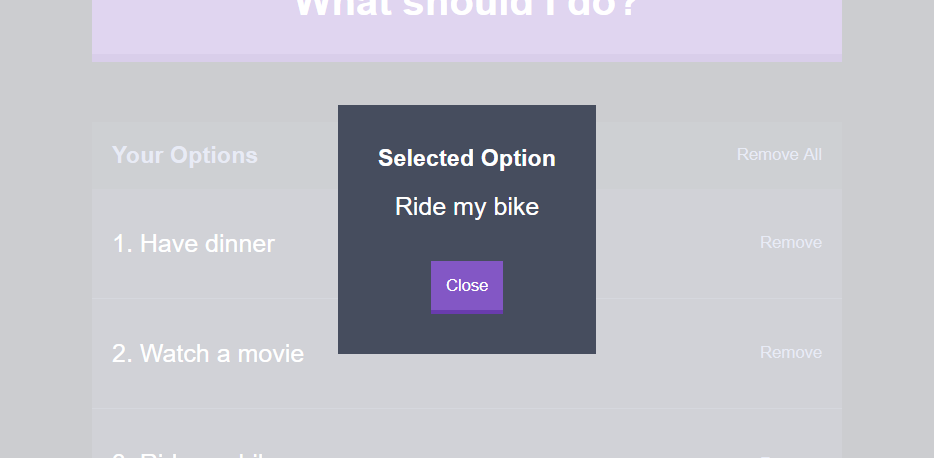 What should I do?
Selected Option
Ride my bike
Close
Your Options
Remove All
1. Have dinner
Remove
2. Watch a movie
Remove